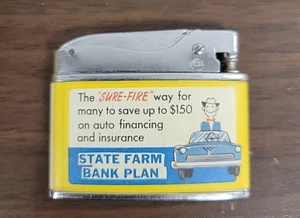 The "SURE-FIRE" way for
many to save up to $150
on auto financing
and insurance
STATE FARM
BANK PLAN